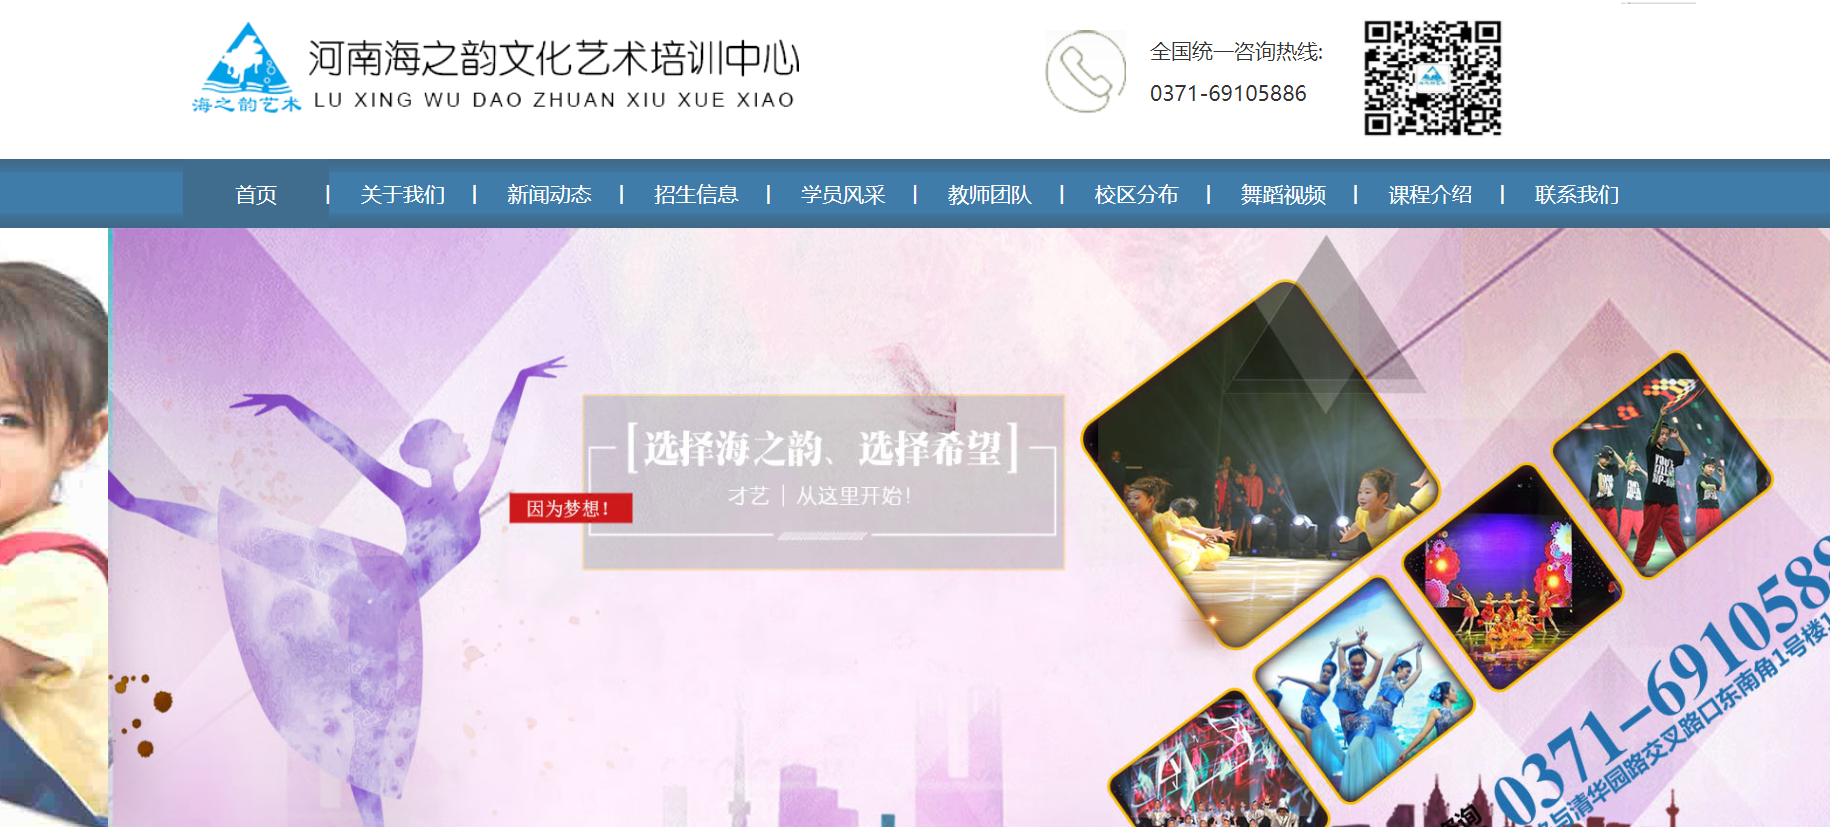 河南海之韵文化艺术培训中心
LU XING WU DAO ZHUAN XIU XUE XIAO
海之韵艺术
全国统一咨询热线:
0371-69105886
首页 | 关于我们 | 新闻动态 | 招生信息 | 学员风采 | 教师团队 | 校区分布 | 舞蹈视频 | 课程介绍 | 联系我们
[选择海之韵、选择希望]
才艺 | 从这里开始!
因为梦想!
0371-6910588
与清华园路交叉路口东南角1号楼